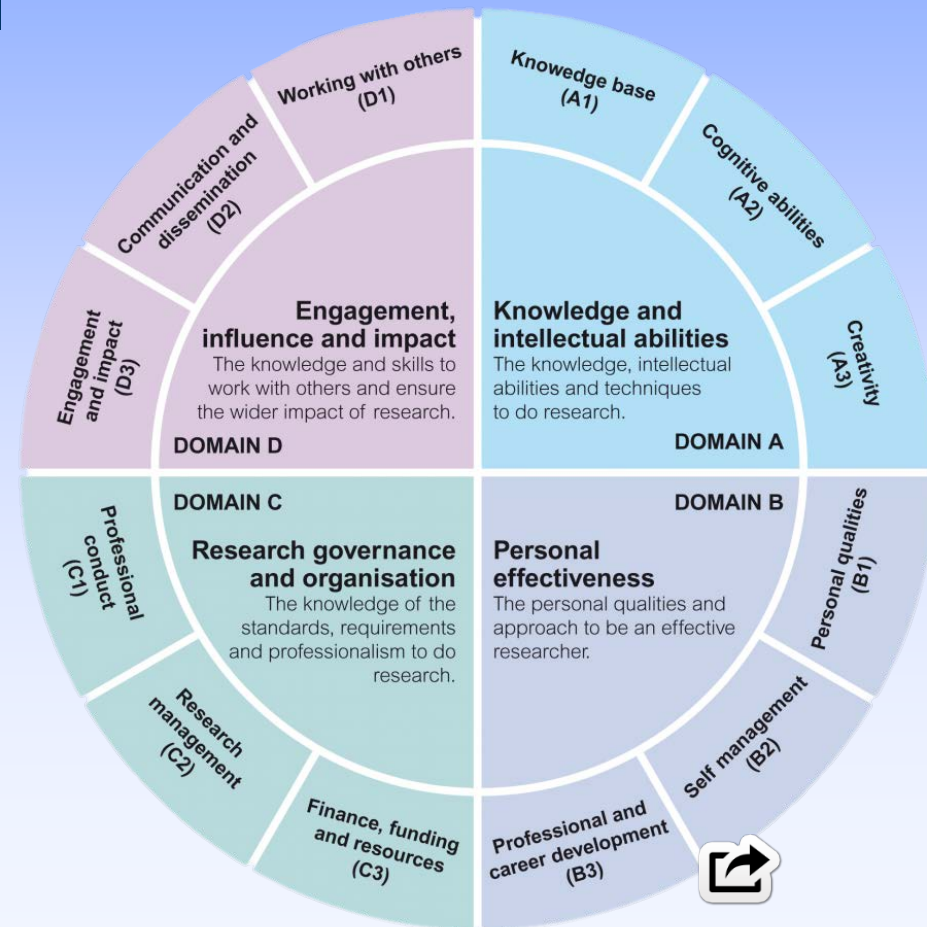 Working with others
(D1)
Knowedge base
(A1)
Communication and
dissemination
(D2)
Cognitive abilities
(A2)
Engagement
and impact
(D3)
Creativity
(A3)
Engagement,
influence and impact
The knowledge and skills to
work with others and ensure
the wider impact of research.
DOMAIN D
Knowledge and
intellectual abilities
The knowledge, intellectual
abilities and techniques
to do research.
DOMAIN A
DOMAIN C
Research governance
and organisation
The knowledge of the
standards, requirements
and professionalism to do
research.
DOMAIN B
Personal
effectiveness
The personal qualities and
approach to be an effective
researcher.
Professional
conduct
(C1)
Personal qualities
(B1)
Research
management
(C2)
Self management
(B2)
Finance, funding
and resources
(C3)
Professional and
career development
(B3)